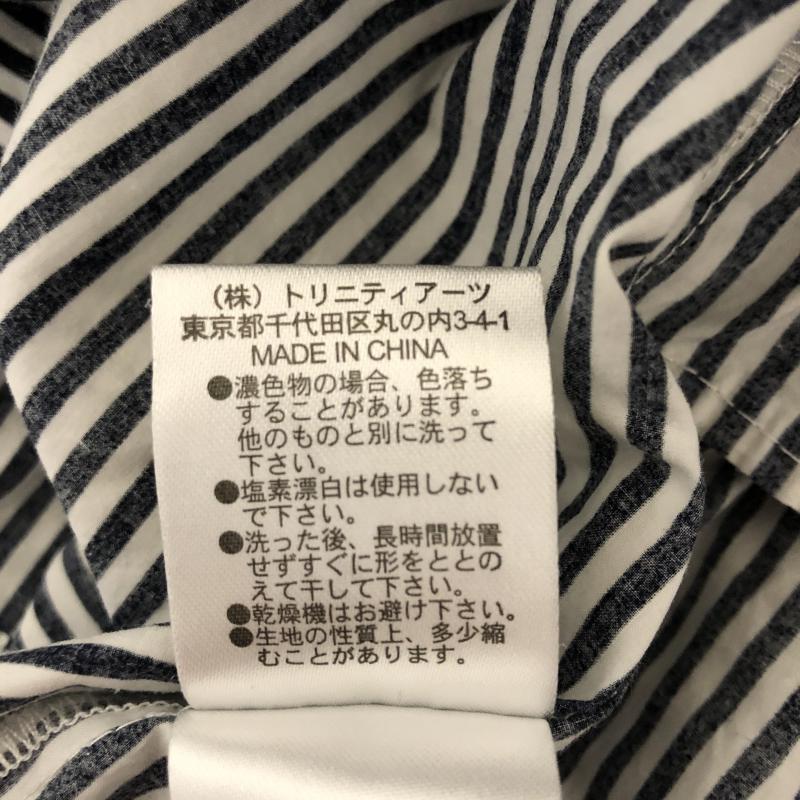 （株）トリニティアーツ
東京都千代田区丸の内3-4-1
MADE IN CHINA
●濃色物の場合、色落ち
することがあります。
他のものと別に洗って
下さい。
●塩素漂白は使用しない
で下さい。
●洗った後、長時間放置
せずすぐに形をととの
えて干して下さい。
●乾燥機はお避け下さい。
●生地の性質上、多少縮
むことがあります。